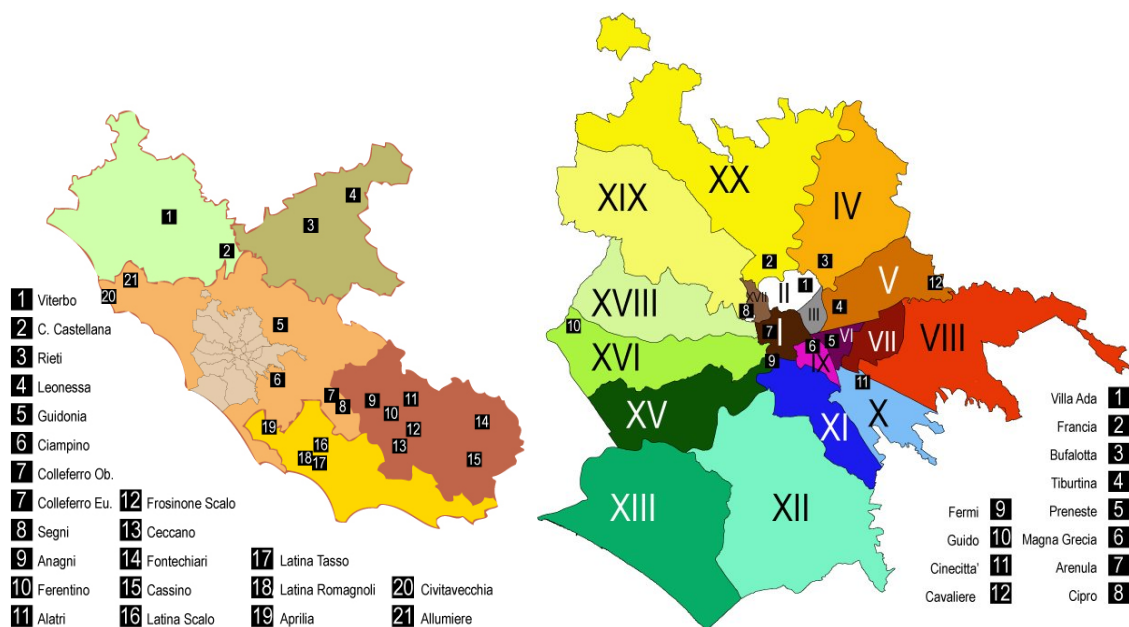 1
2
3
4
5
6
7
8
9
10
11
12
13
14
15
16
17
18
19
20
21
1 Viterbo
2 C. Castellana
3 Rieti
4 Leonessa
5 Guidonia
6 Ciampino
7 Colleferro Ob.
7 Colleferro Eu.
8 Segni
9 Anagni
10 Ferentino
11 Alatri
12 Frosinone Scalo
13 Ceccano
14 Fontechiari
15 Cassino
16 Latina Scalo
17 Latina Tasso
18 Latina Romagnoli
19 Aprilia
20 Civitavecchia
21 Allumiere
XX
XIX
IV
XVIII
XVII
II
V
III
I
VI
VII
VIII
IX
XVI
XV
XI
X
XIII
XII
1
2
3
4
5
6
7
8
9
10
11
12
Villa Ada 1
Francia 2
Bufalotta 3
Tiburtina 4
Preneste 5
Magna Grecia 6
Arenula 7
Cipro 8
Fermi 9
Guido 10
Cinecitta' 11
Cavaliere 12